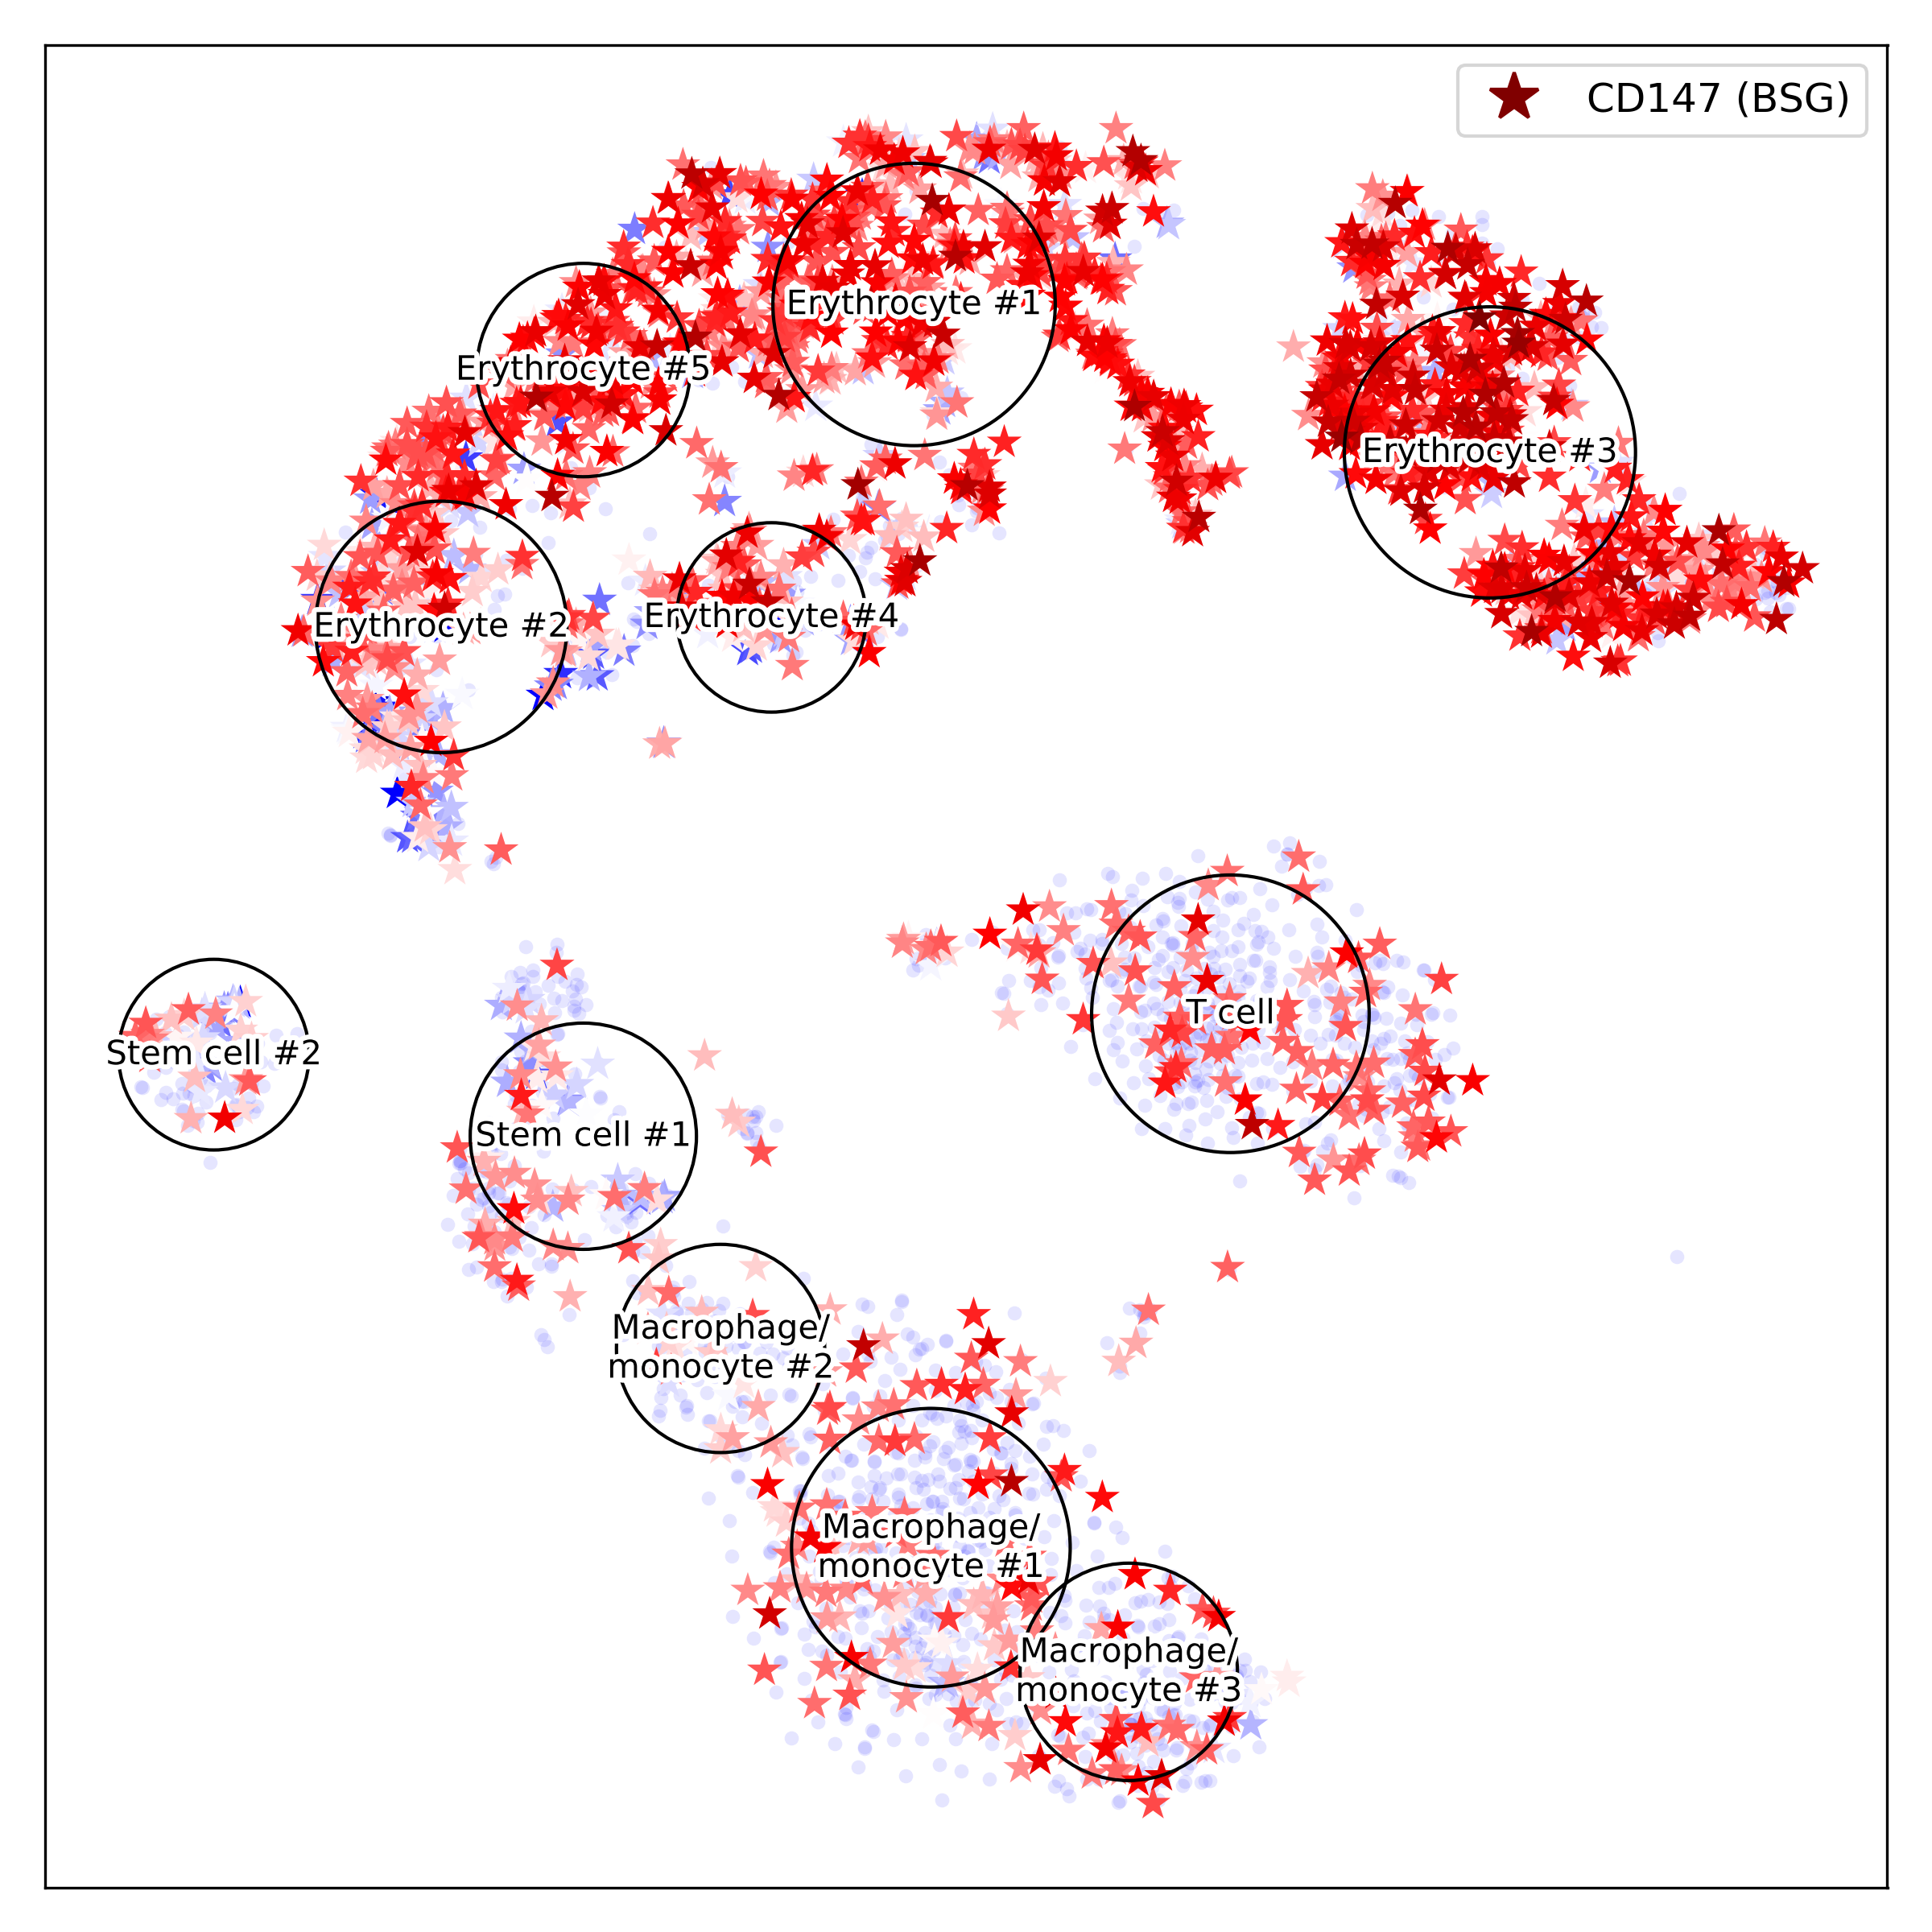 CD147 (BSG)
Erythrocyte #1
Erythrocyte #5
Erythrocyte #3
Erythrocyte #4
Erythrocyte #2
T cell
Stem cell #2
Stem cell #1
Macrophage/
monocyte #2
Macrophage/
monocyte #1
Macrophage/
monocyte #3